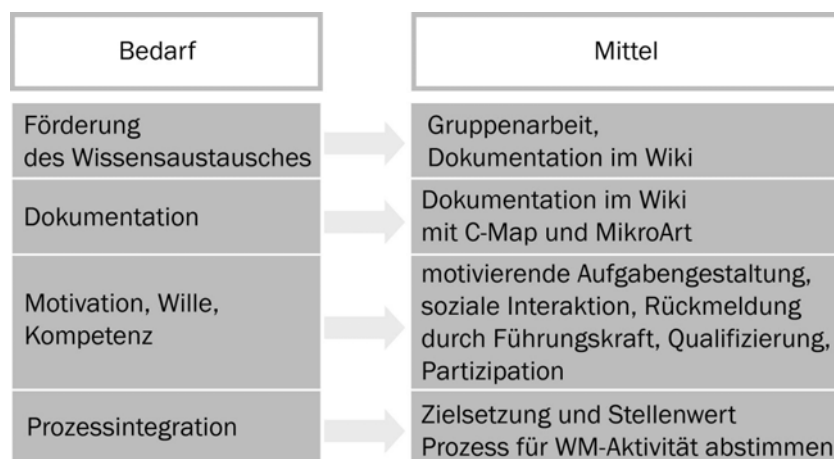 Bedarf
Mittel
Förderung
des Wissensaustausches
Gruppenarbeit,
Dokumentation im Wiki
Dokumentation
Dokumentation im Wiki
mit C-Map und MikroArt
Motivation, Wille,
Kompetenz
motivierende Aufgabengestaltung,
soziale Interaktion, Rückmeldung
durch Führungskraft, Qualifizierung,
Partizipation
Prozessintegration
Zielsetzung und Stellenwert
Prozess für WM-Aktivität abstimmen